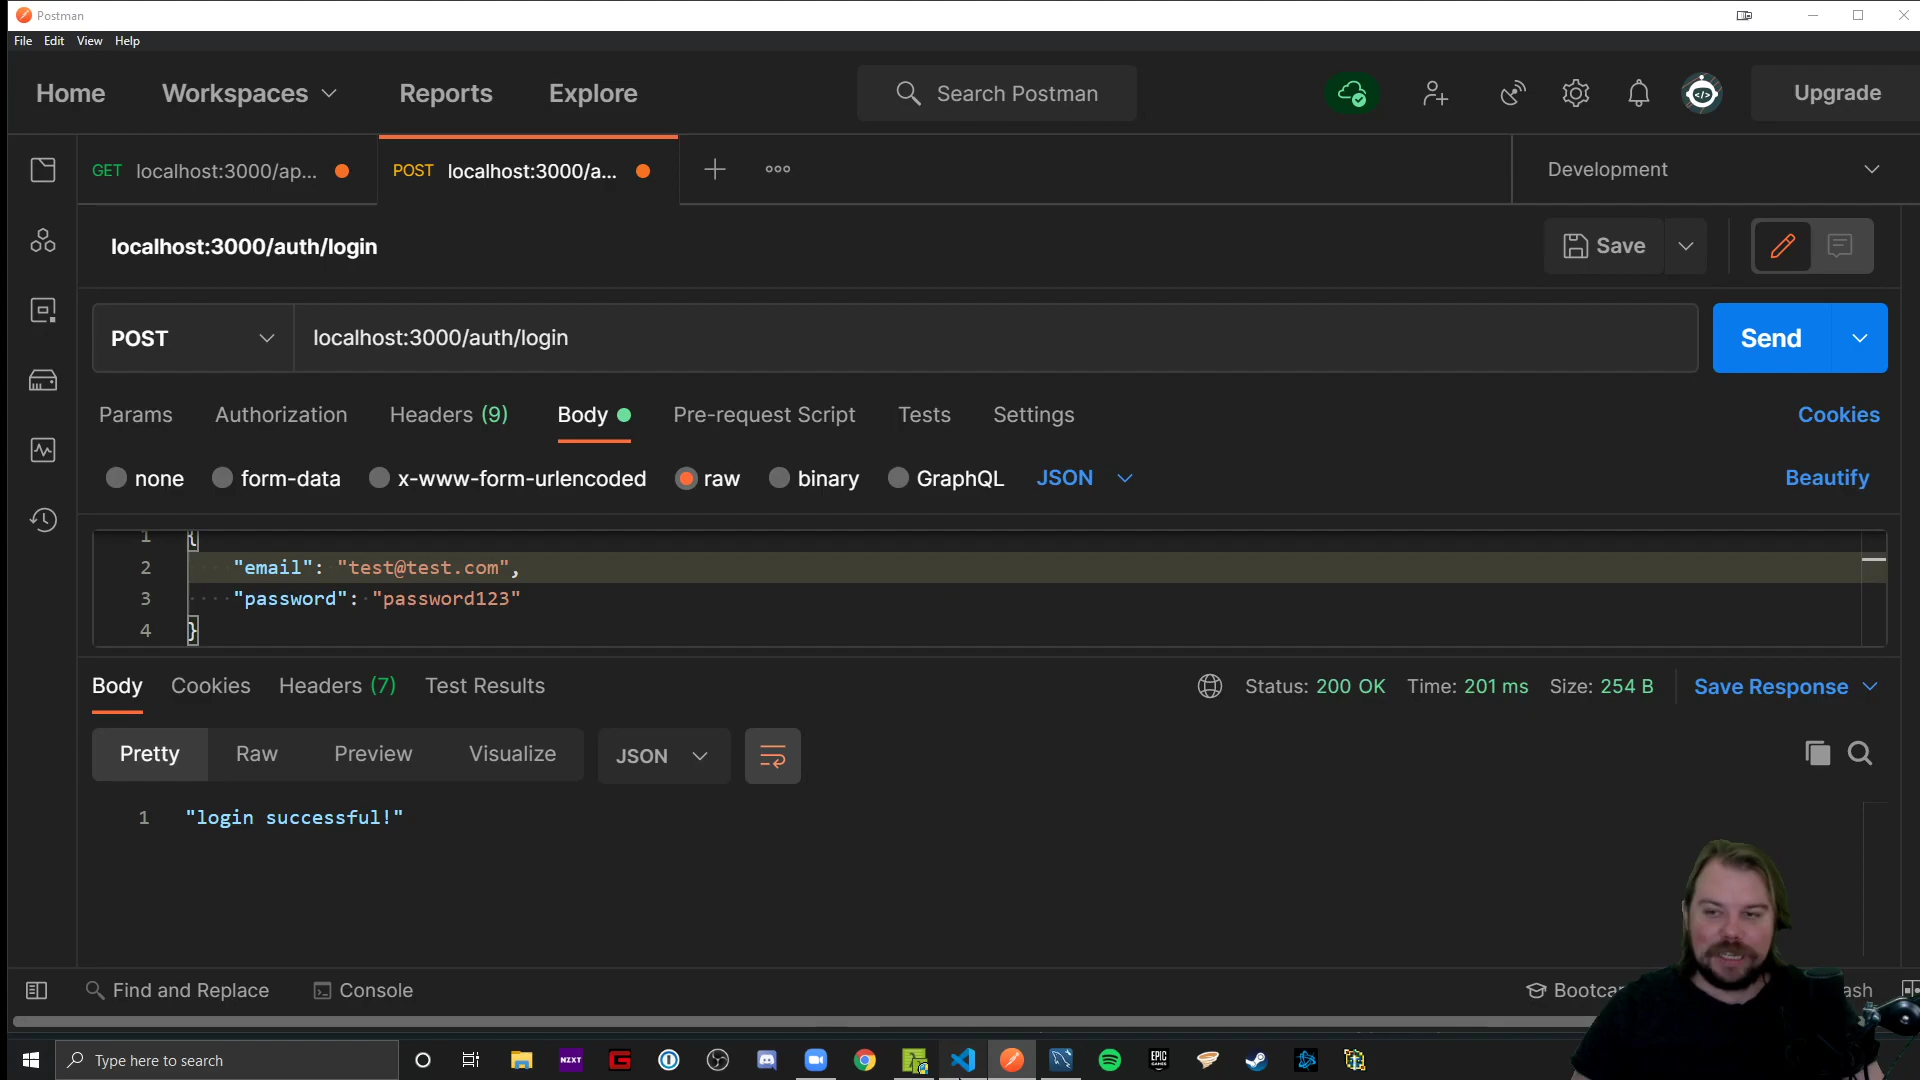 Postman
File Edit View Help
Home Workspaces Reports Explore Search Postman Upgrade
GET localhost:3000/ap... POST localhost:3000/a... Development
localhost:3000/auth/login Save
POST localhost:3000/auth/login Send
Params Authorization Headers (9) Body Pre-request Script Tests Settings Cookies
none form-data x-www-form-urlencoded raw binary GraphQL JSON Beautify
1 {
2 "email": "test@test.com",
3 "password": "password123"
4 }
Body Cookies Headers (7) Test Results Status: 200 OK Time: 201 ms Size: 254 B Save Response
Pretty Raw Preview Visualize JSON
1 "login successful!"
Find and Replace Console
Type here to search NZXT EPIC GAMES